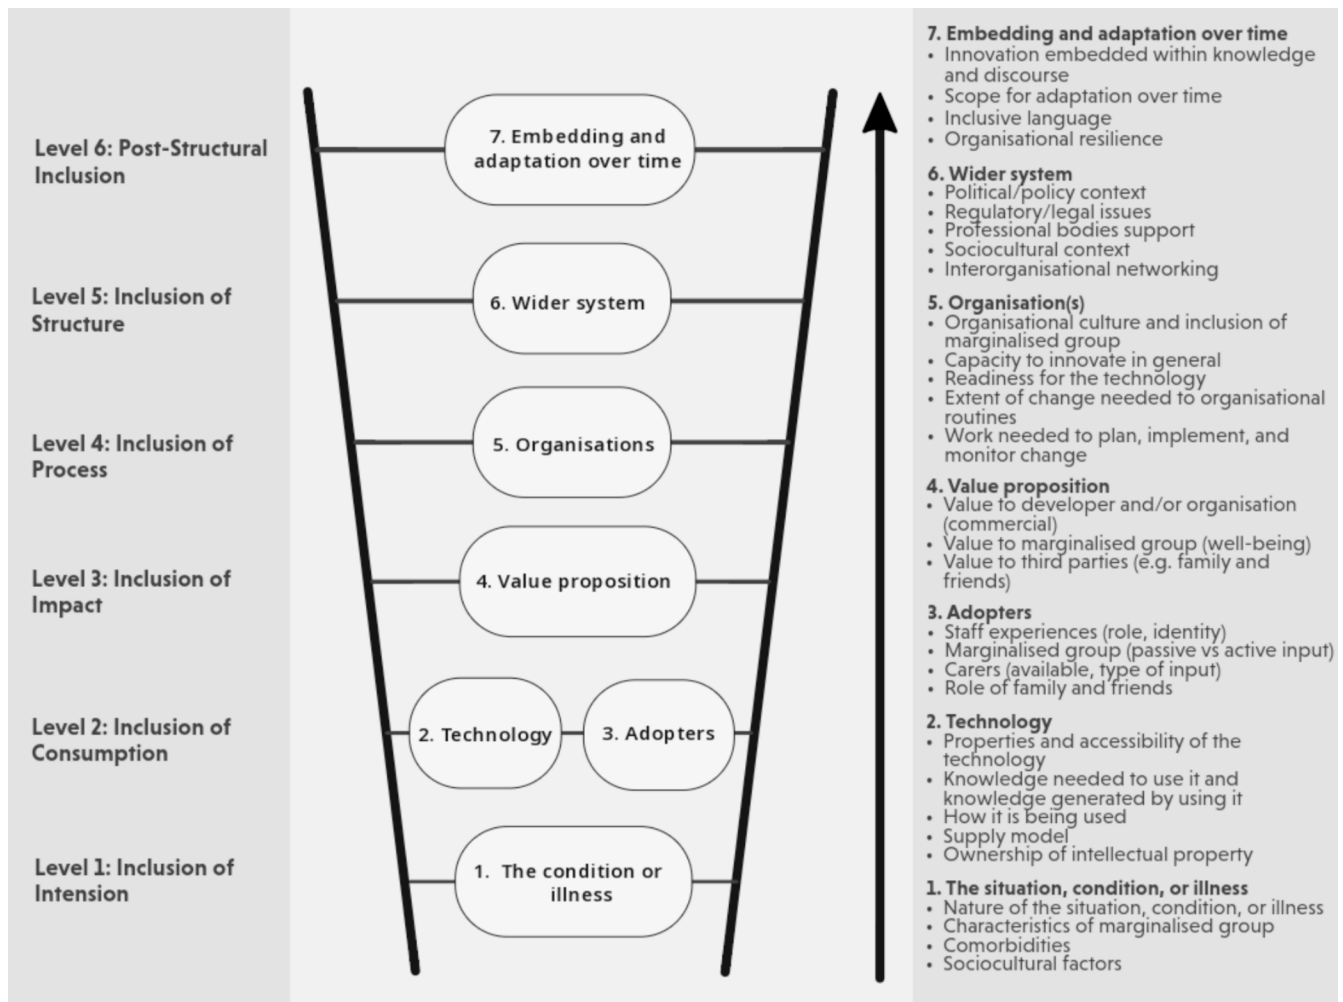 Level 6: Post-Structural
Inclusion
Level 5: Inclusion of
Structure
Level 4: Inclusion of
Process
Level 3: Inclusion of
Impact
Level 2: Inclusion of
Consumption
Level 1: Inclusion of
Intension
7. Embedding and
adaptation over time
6. Wider system
5. Organisations
4. Value proposition
2. Technology
3. Adopters
1. The condition or
illness
7. Embedding and adaptation over time
• Innovation embedded within knowledge
and discourse
• Scope for adaptation over time
• Inclusive language
• Organisational resilience
6. Wider system
• Political/policy context
• Regulatory/legal issues
• Professional bodies support
• Sociocultural context
• Interorganisational networking
5. Organisation(s)
• Organisational culture and inclusion of
marginalised group
• Capacity to innovate in general
• Readiness for the technology
• Extent of change needed to organisational
routines
• Work needed to plan, implement, and
monitor change
4. Value proposition
• Value to developer and/or organisation
(commercial)
• Value to marginalised group (well-being)
• Value to third parties (e.g. family and
friends)
3. Adopters
• Staff experiences (role, identity)
• Marginalised group (passive vs active input)
• Carers (available, type of input)
• Role of family and friends
2. Technology
• Properties and accessibility of the
technology
• Knowledge needed to use it and
knowledge generated by using it
• How it is being used
• Supply model
• Ownership of intellectual property
1. The situation, condition, or illness
• Nature of the situation, condition, or illness
• Characteristics of marginalised group
• Comorbidities
• Sociocultural factors